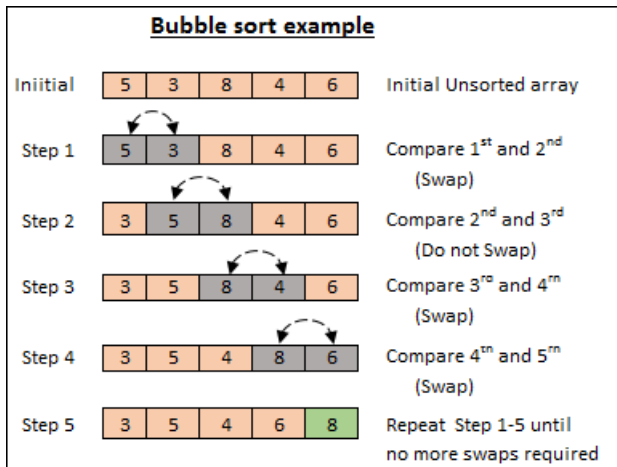 Bubble sort example
Iniitial 5 3 8 4 6 Initial Unsorted array
Step 1 5 3 8 4 6 Compare 1st and 2nd
(Swap)
Step 2 3 5 8 4 6 Compare 2nd and 3rd
(Do not Swap)
Step 3 3 5 8 4 6 Compare 3rd and 4th
(Swap)
Step 4 3 5 4 8 6 Compare 4th and 5th
(Swap)
Step 5 3 5 4 6 8 Repeat Step 1-5 until
no more swaps required